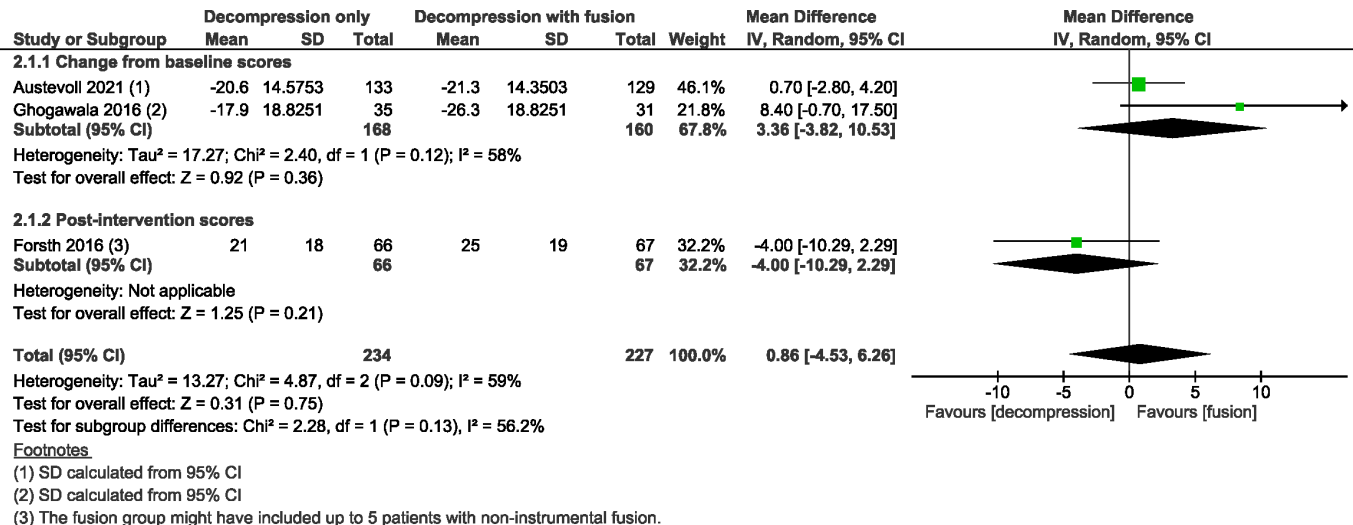 Decompression only Decompression with fusion Mean Difference Mean Difference
Study or Subgroup Mean SD Total Mean SD Total Weight IV, Random, 95% CI IV, Random, 95% CI
2.1.1 Change from baseline scores
Austevoll 2021 (1) -20.6 14.5753 133 -21.3 14.3503 129 46.1% 0.70 [-2.80, 4.20]
Ghogawala 2016 (2) -17.9 18.8251 35 -26.3 18.8251 31 21.8% 8.40 [-0.70, 17.50]
Subtotal (95% CI) 168 160 67.8% 3.36 [-3.82, 10.53]
Heterogeneity: Tau² = 17.27; Chi² = 2.40, df = 1 (P = 0.12); I² = 58%
Test for overall effect: Z = 0.92 (P = 0.36)
2.1.2 Post-intervention scores
Forsth 2016 (3) 21 18 66 25 19 67 32.2% -4.00 [-10.29, 2.29]
Subtotal (95% CI) 66 67 32.2% -4.00 [-10.29, 2.29]
Heterogeneity: Not applicable
Test for overall effect: Z = 1.25 (P = 0.21)
Total (95% CI) 234 227 100.0% 0.86 [-4.53, 6.26]
Heterogeneity: Tau² = 13.27; Chi² = 4.87, df = 2 (P = 0.09); I² = 59%
Test for overall effect: Z = 0.31 (P = 0.75)
Test for subgroup differences: Chi² = 2.28, df = 1 (P = 0.13), I² = 56.2%
-10 -5 0 5 10
Favours [decompression] Favours [fusion]
Footnotes
(1) SD calculated from 95% CI
(2) SD calculated from 95% CI
(3) The fusion group might have included up to 5 patients with non-instrumental fusion.